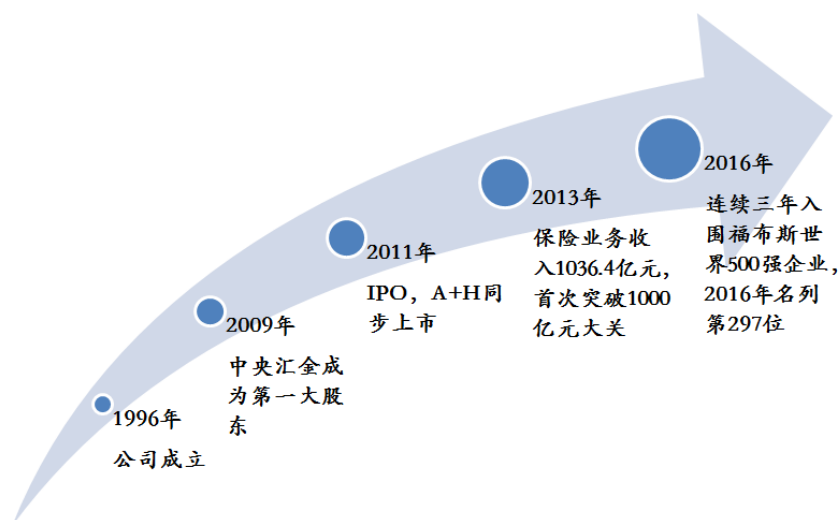 1996年
公司成立
2009年
中央汇金成
为第一大股
东
2011年
IPO，A+H同
步上市
2013年
保险业务收
入1036.4亿元，
首次突破1000
亿元大关
2016年
连续三年入
围福布斯世
界500强企业，
2016年名列
第297位